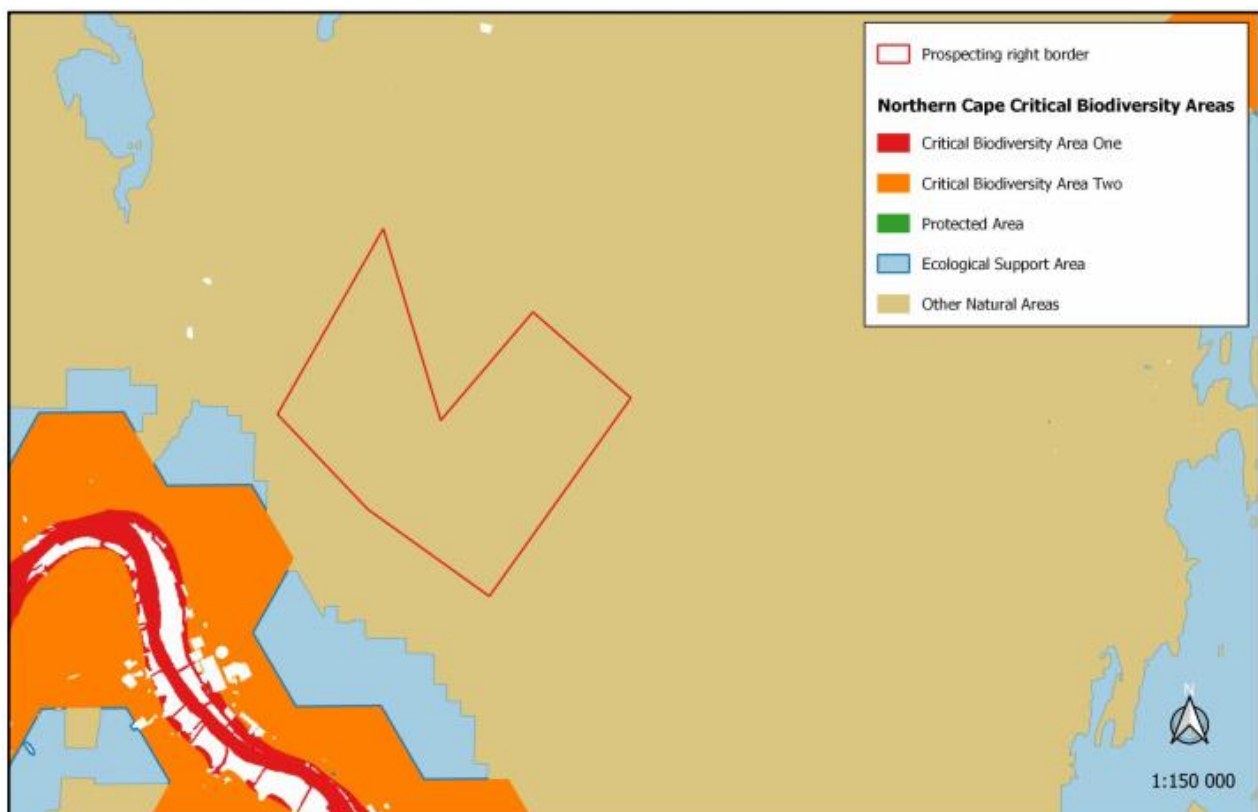 Prospecting right border
Northern Cape Critical Biodiversity Areas
Critical Biodiversity Area One
Critical Biodiversity Area Two
Protected Area
Ecological Support Area
Other Natural Areas
N
1:150 000